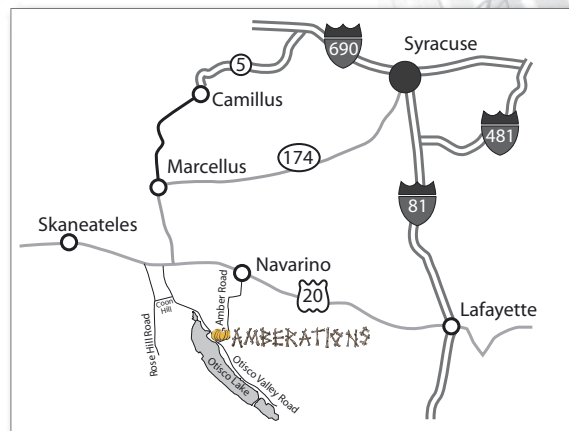 690
Syracuse
5
Camillus
481
174
Marcellus
81
Skaneateles
Navarino
20
Lafayette
Coon
Hill
Amber Road
Rose Hill Road
AMBERATIONS
Otisco Lake
Otisco Valley Road